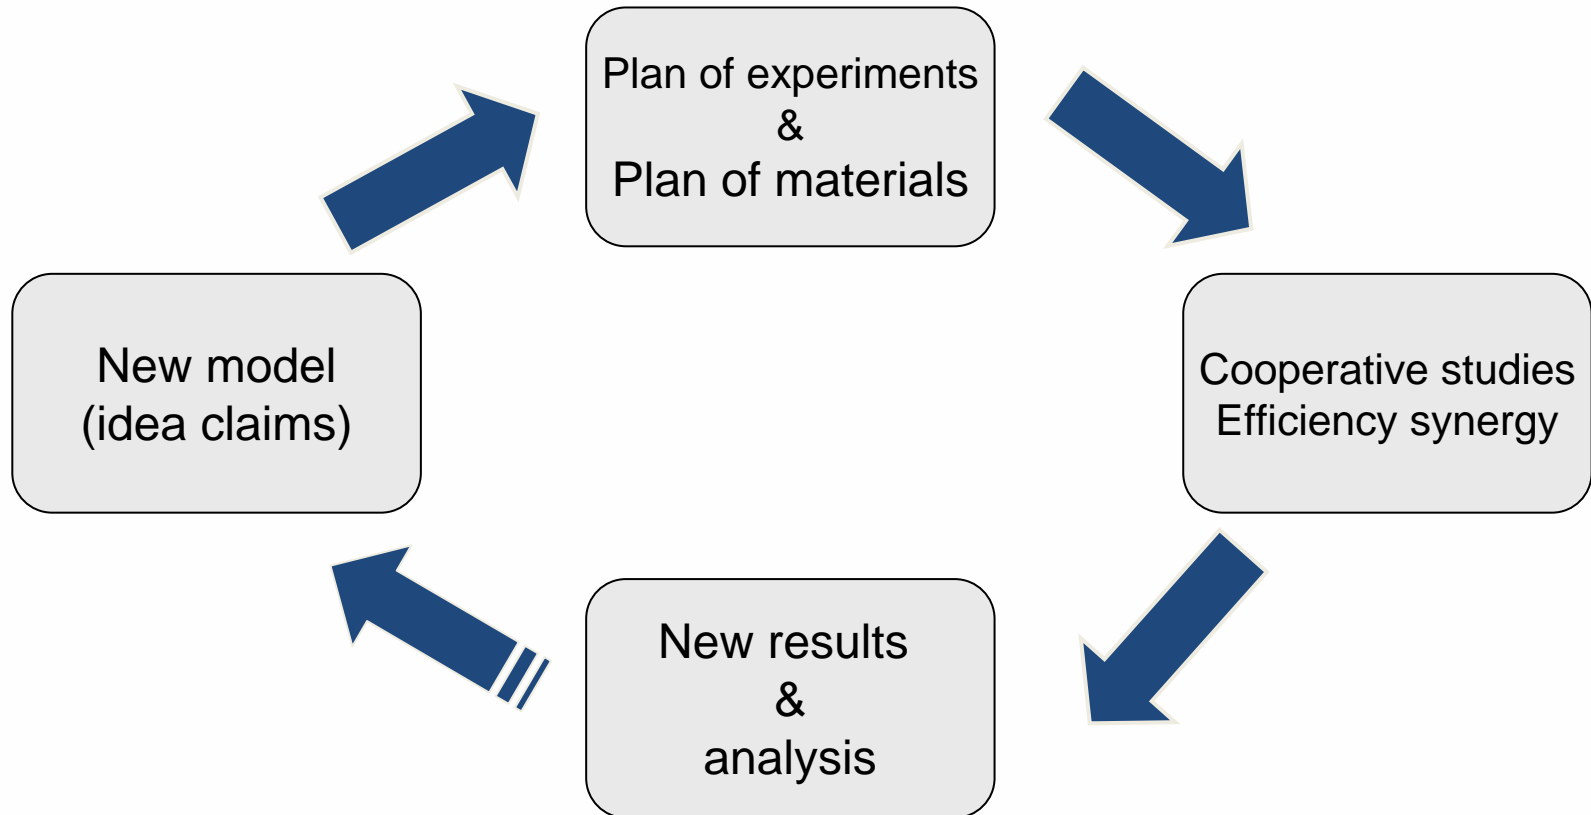 Plan of experiments
&
Plan of materials
New model
(idea claims)
Cooperative studies
Efficiency synergy
New results
&
analysis